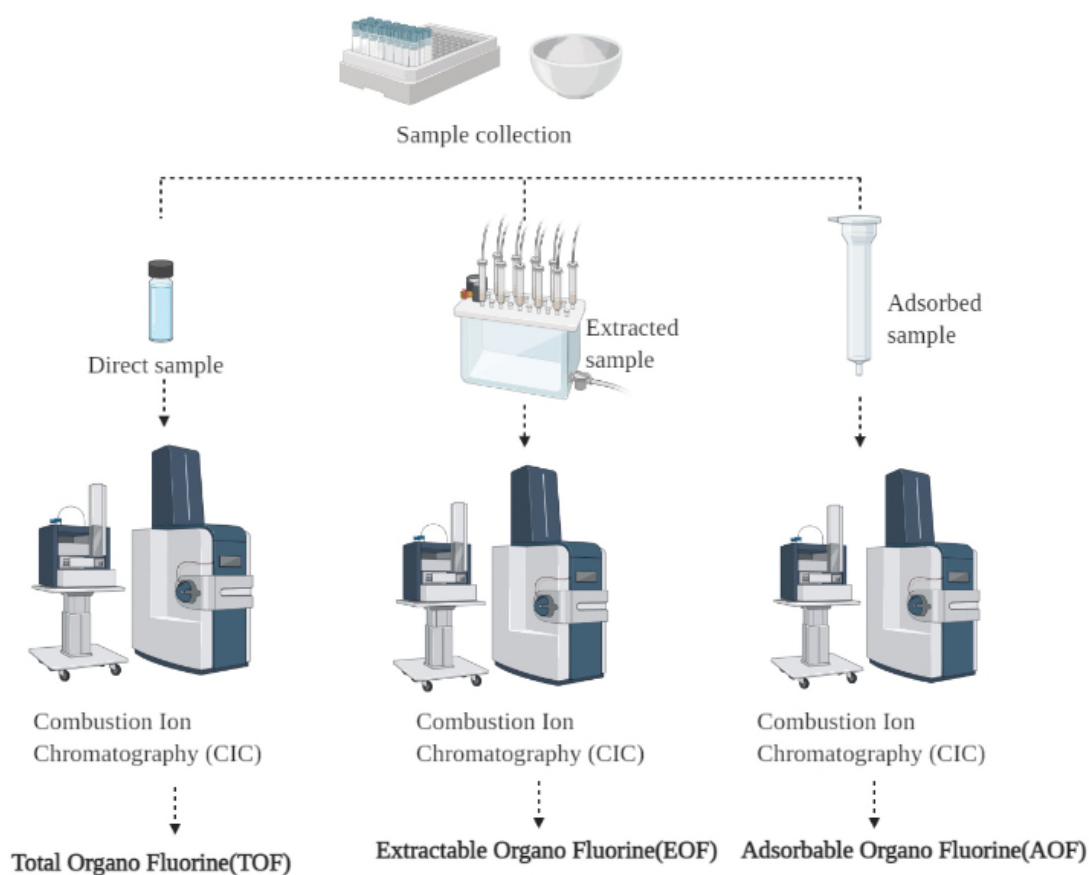 Sample collection
Direct sample
Extracted
sample
Adsorbed
sample
Combustion Ion
Chromatography (CIC)
Combustion Ion
Chromatography (CIC)
Combustion Ion
Chromatography (CIC)
Total Organo Fluorine(TOF)
Extractable Organo Fluorine(EOF)
Adsorbable Organo Fluorine(AOF)